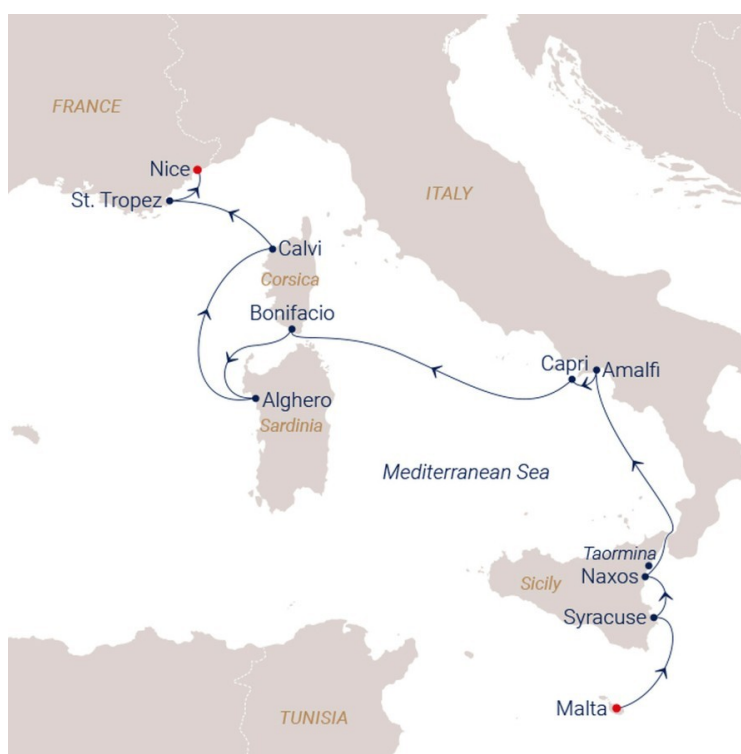 FRANCE
Nice
St. Tropez
ITALY
Calvi
Corsica
Bonifacio
Capri
Amalfi
Alghero
Sardinia
Mediterranean Sea
Taormina
Naxos
Sicily
Syracuse
Malta
TUNISIA